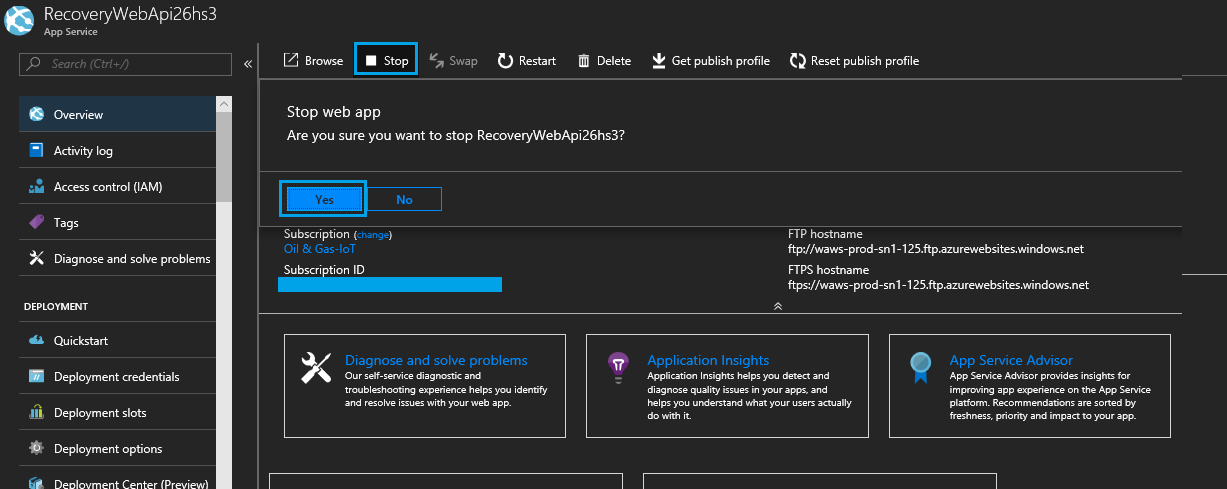 RecoveryWebApi26hs3
App Service
Search (Ctrl+/)
«
Browse
Stop
Swap
Restart
Delete
Get publish profile
Reset publish profile
Overview
Activity log
Access control (IAM)
Tags
Diagnose and solve problems
DEPLOYMENT
Quickstart
Deployment credentials
Deployment slots
Deployment options
Deployment Center (Preview)
Stop web app
Are you sure you want to stop RecoveryWebApi26hs3?
Yes
No
Subscription (change)
Oil & Gas-IoT
Subscription ID
FTP hostname
ftp://waws-prod-sn1-125.ftp.azurewebsites.windows.net
FTPS hostname
ftps://waws-prod-sn1-125.ftp.azurewebsites.windows.net
Diagnose and solve problems
Our self-service diagnostic and
troubleshooting experience helps you identify
and resolve issues with your web app.
Application Insights
Application Insights helps you detect and
diagnose quality issues in your apps, and
helps you understand what your users actually
do with it.
App Service Advisor
App Service Advisor provides insights for
improving app experience on the App Service
platform. Recommendations are sorted by
freshness, priority and impact to your app.